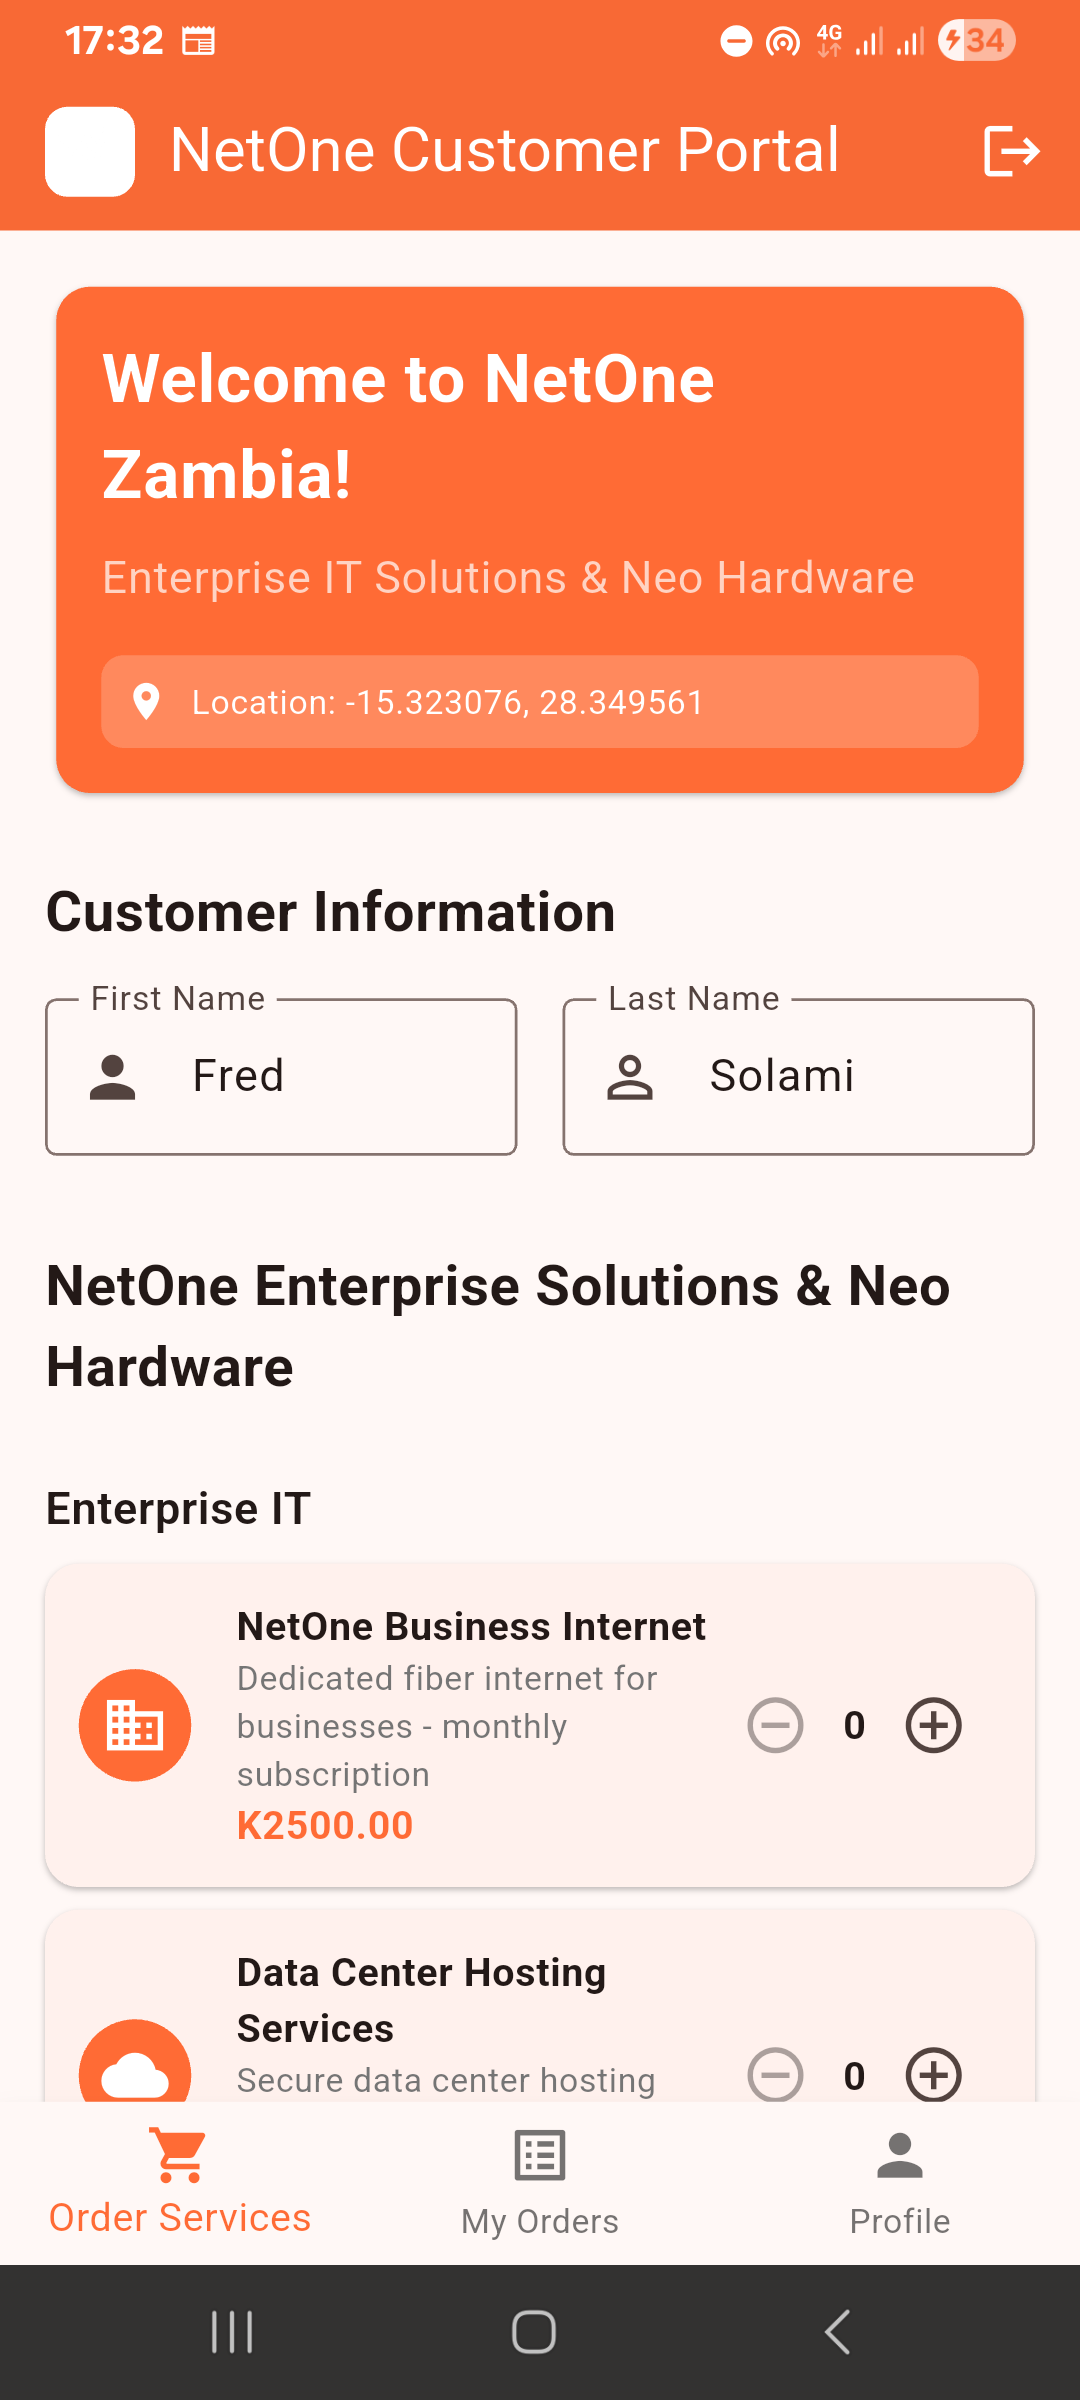 17:32
4G
34
NetOne Customer Portal
Welcome to NetOne
Zambia!
Enterprise IT Solutions & Neo Hardware
Location: -15.323076, 28.349561
Customer Information
First Name
Last Name
Fred
Solami
NetOne Enterprise Solutions & Neo
Hardware
Enterprise IT
NetOne Business Internet
Dedicated fiber internet for
businesses - monthly
subscription
K2500.00
0
Data Center Hosting
Services
Secure data center hosting
0
Order Services
My Orders
Profile